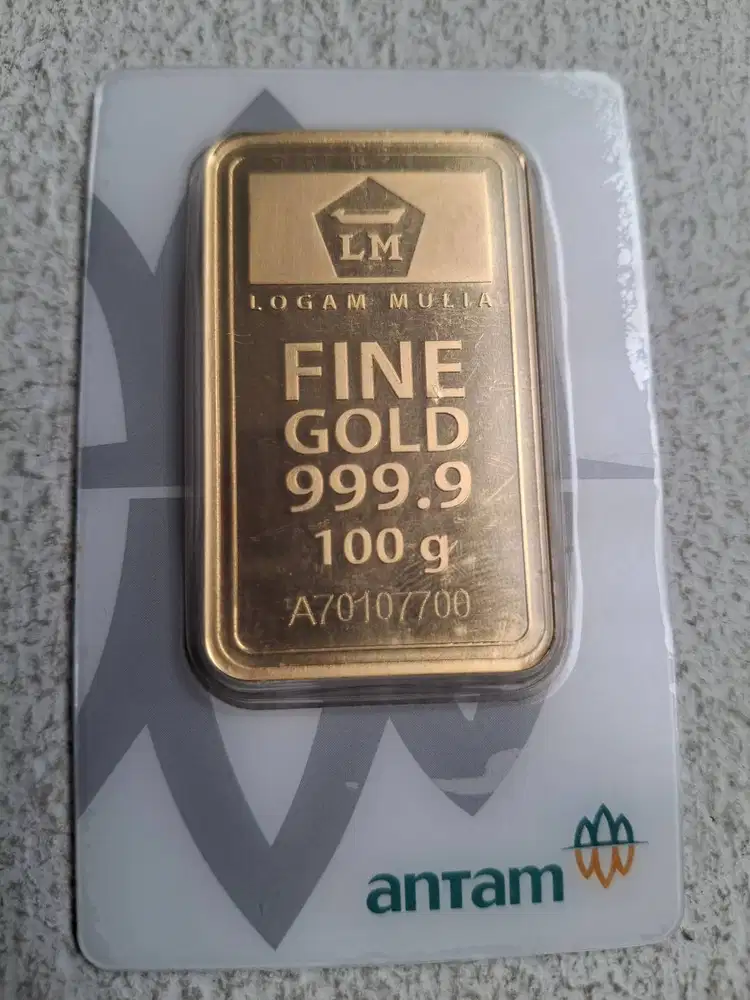 LM
LOGAM MULIA
FINE
GOLD
999.9
100 g
A70107700
antam